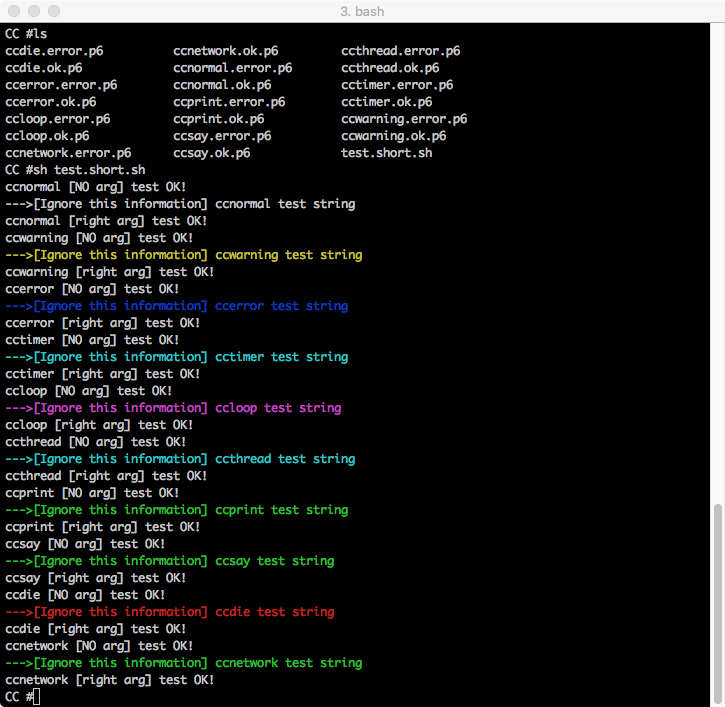 3. bash
CC #ls
ccdie.error.p6 ccnetwork.ok.p6 ccthread.error.p6
ccdie.ok.p6 ccnormal.error.p6 ccthread.ok.p6
ccerror.error.p6 ccnormal.ok.p6 cctimer.error.p6
ccerror.ok.p6 ccprint.error.p6 cctimer.ok.p6
ccloop.error.p6 ccprint.ok.p6 ccwarning.error.p6
ccloop.ok.p6 ccsay.error.p6 ccwarning.ok.p6
ccnetwork.error.p6 ccsay.ok.p6 test.short.sh
CC #sh test.short.sh
ccnormal [NO arg] test OK!
--->[Ignore this information] ccnormal test string
ccnormal [right arg] test OK!
ccwarning [NO arg] test OK!
--->[Ignore this information] ccwarning test string
ccwarning [right arg] test OK!
ccerror [NO arg] test OK!
--->[Ignore this information] ccerror test string
ccerror [right arg] test OK!
cctimer [NO arg] test OK!
--->[Ignore this information] cctimer test string
cctimer [right arg] test OK!
ccloop [NO arg] test OK!
--->[Ignore this information] ccloop test string
ccloop [right arg] test OK!
ccthread [NO arg] test OK!
--->[Ignore this information] ccthread test string
ccthread [right arg] test OK!
ccprint [NO arg] test OK!
--->[Ignore this information] ccprint test string
ccprint [right arg] test OK!
ccsay [NO arg] test OK!
--->[Ignore this information] ccsay test string
ccsay [right arg] test OK!
ccdie [NO arg] test OK!
--->[Ignore this information] ccdie test string
ccdie [right arg] test OK!
ccnetwork [NO arg] test OK!
--->[Ignore this information] ccnetwork test string
ccnetwork [right arg] test OK!
CC #